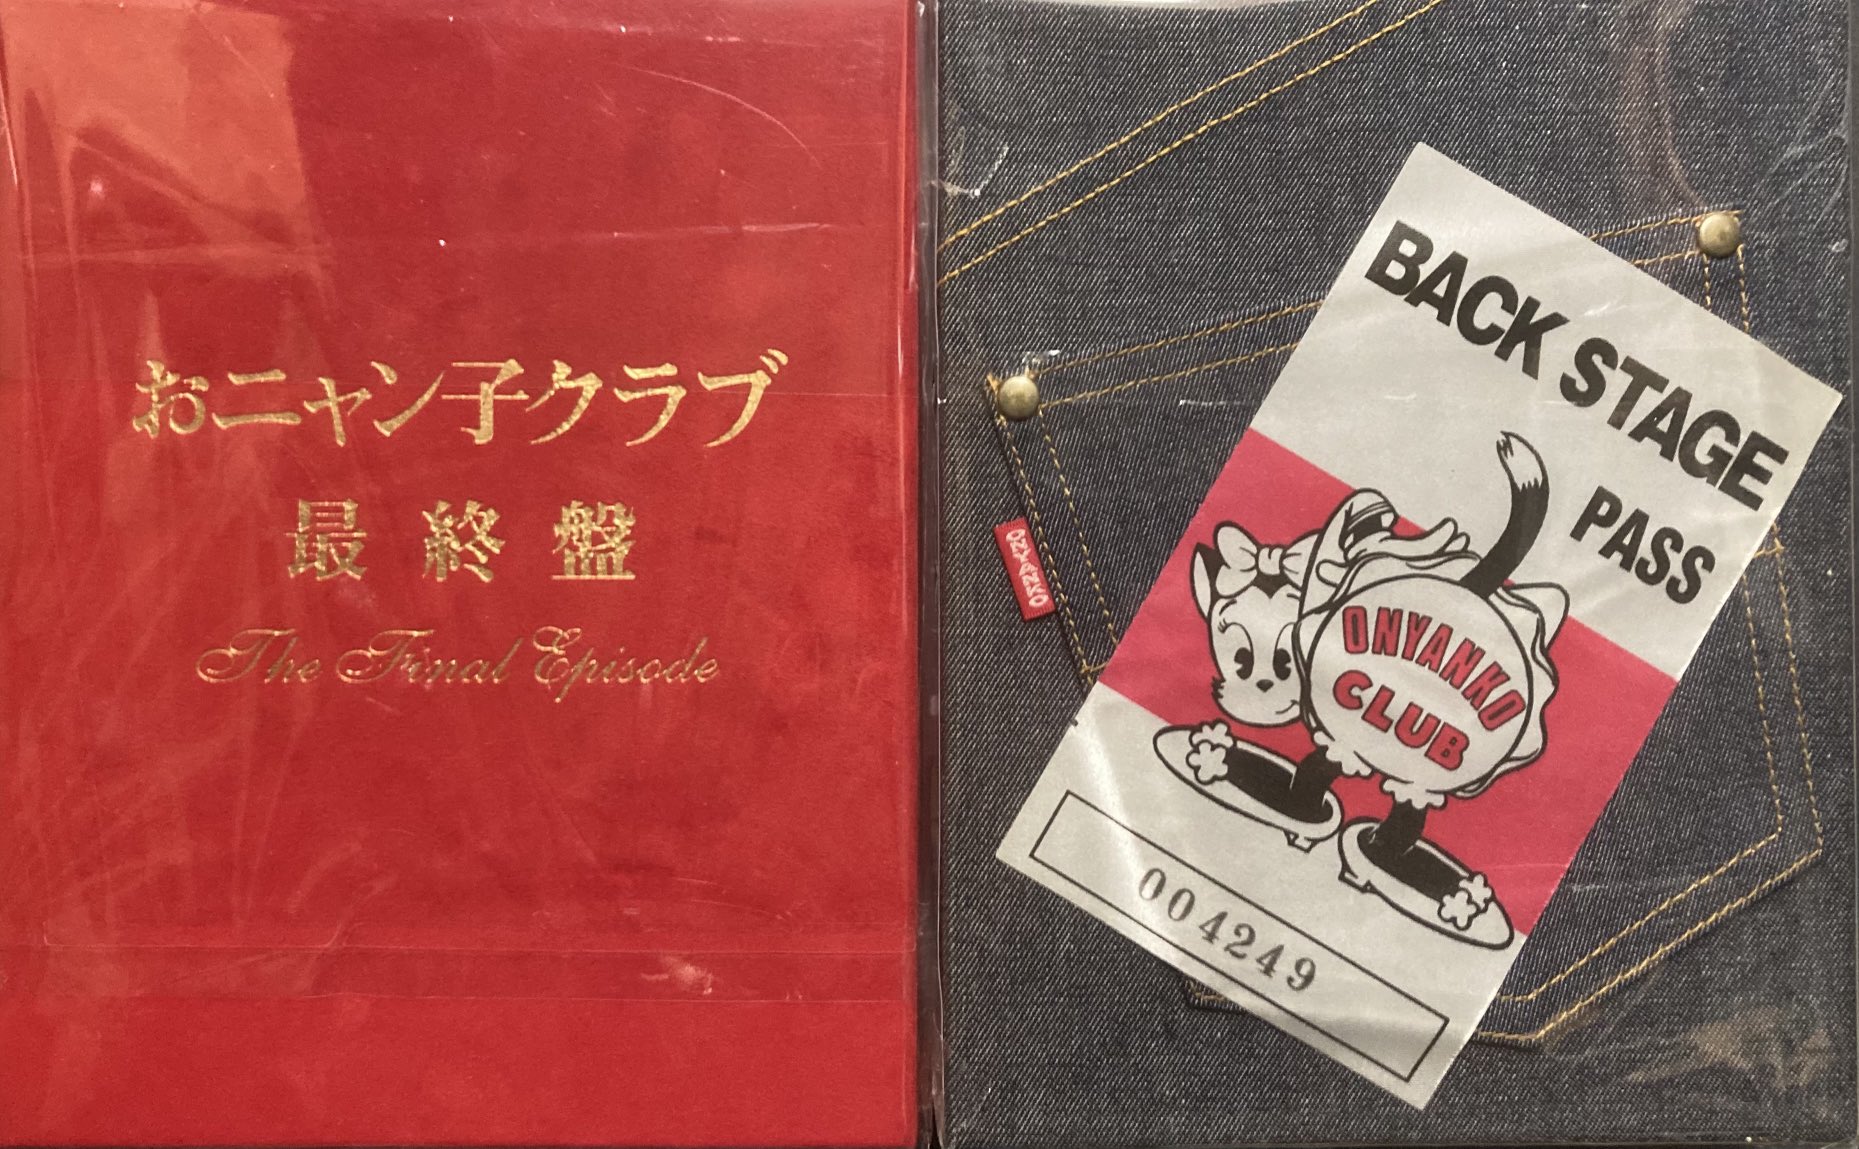 おニャン子クラブ
最終盤
The Final Episode
BACK STAGE
PASS
ONYANKO
ONYANKO
CLUB
004249